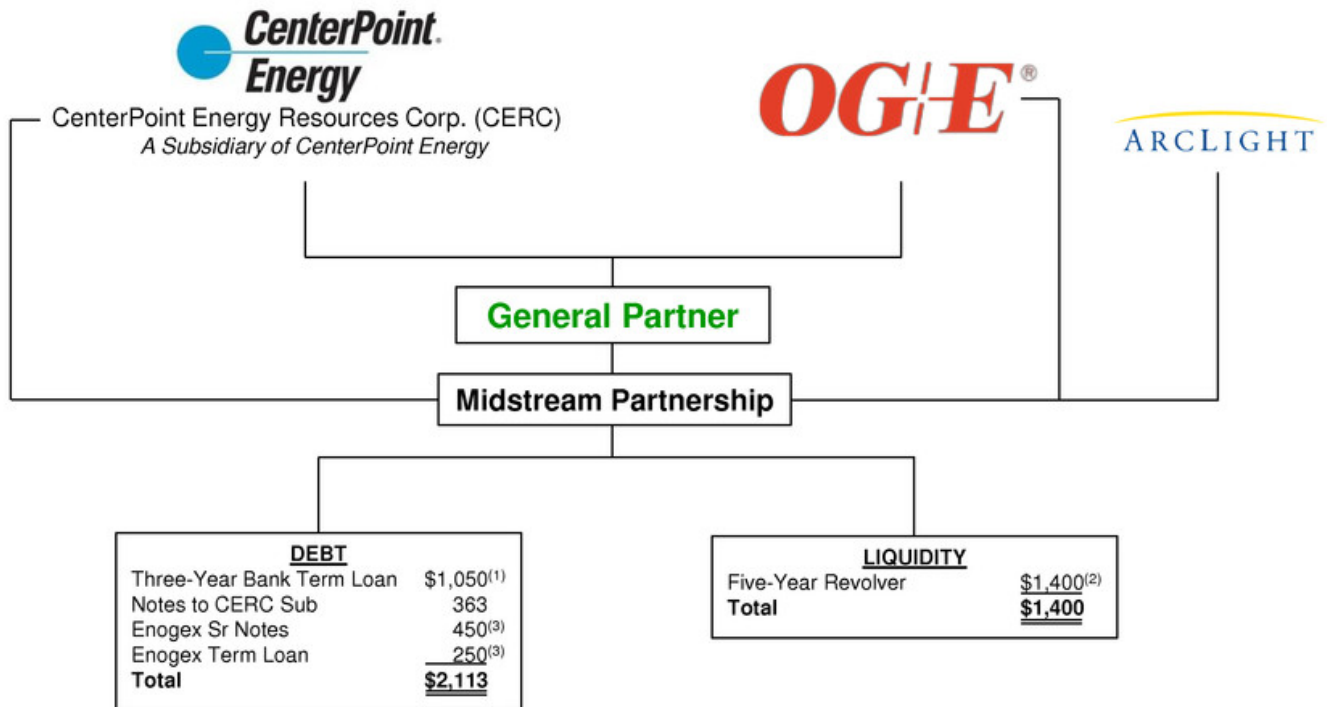 CenterPoint.
Energy
CenterPoint Energy Resources Corp. (CERC)
A Subsidiary of CenterPoint Energy
OG+E®
ARCLIGHT
General Partner
Midstream Partnership
DEBT
Three-Year Bank Term Loan $1,050(1)
Notes to CERC Sub 363
Enogex Sr Notes 450(3)
Enogex Term Loan 250(3)
Total $2,113
LIQUIDITY
Five-Year Revolver $1,400(2)
Total $1,400